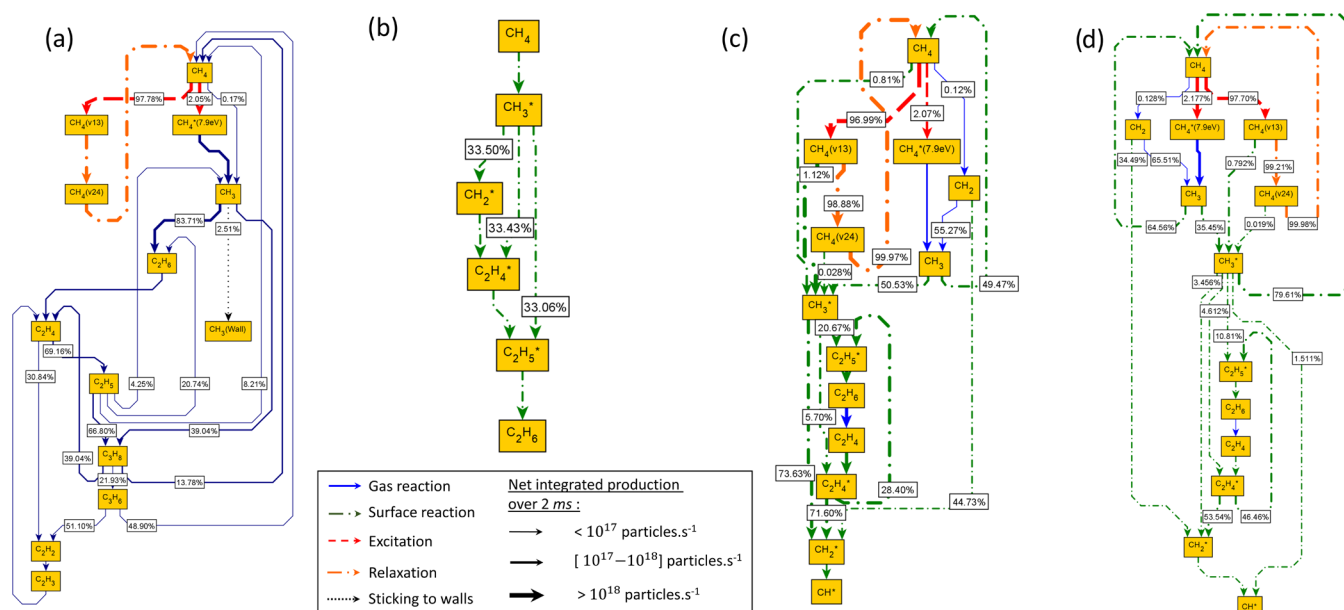 (a)
CH4
97.78%
2.05%
0.17%
CH4(v13)
CH4*(7.9eV)
CH4(v24)
CH3
83.71%
2.51%
C2H6
C2H4
CH3(Wall)
69.16%
30.84%
C2H5
4.25%
20.74%
8.21%
66.80%
39.04%
C3H8
39.04%
21.93%
13.78%
C3H6
51.10%
48.90%
C2H2
C2H3
(b)
CH4
CH3*
33.50%
CH2*
33.43%
C2H4*
33.06%
C2H5*
C2H6
Gas reaction
Surface reaction
Excitation
Relaxation
Sticking to walls
Net integrated production
over 2 ms :
< 10^17 particles.s^-1
[ 10^17−10^18] particles.s^-1
> 10^18 particles.s^-1
(c)
CH4
0.81%
0.12%
96.99%
2.07%
CH4(v13)
CH4*(7.9eV)
1.12%
CH2
98.88%
55.27%
CH4(v24)
99.97%
CH3
0.028%
50.53%
49.47%
CH3*
20.67%
C2H5*
C2H6
5.70%
C2H4
73.63%
C2H4*
28.40%
44.73%
71.60%
CH2*
CH*
(d)
CH4
0.128%
2.177%
97.70%
CH2
CH4*(7.9eV)
CH4(v13)
34.49%
65.51%
0.792%
99.21%
CH3
CH4(v24)
64.56%
35.45%
0.019%
99.98%
CH3*
3.456%
79.61%
4.612%
10.81%
1.511%
C2H5*
C2H6
C2H4
C2H4*
53.54%
46.46%
CH2*
CH*